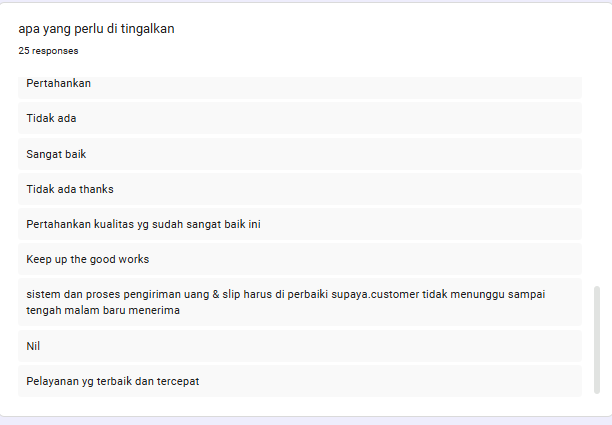 apa yang perlu di tingalkan
25 responses
Pertahankan
Tidak ada
Sangat baik
Tidak ada thanks
Pertahankan kualitas yg sudah sangat baik ini
Keep up the good works
sistem dan proses pengiriman uang & slip harus di perbaiki supaya.customer tidak menunggu sampai
tengah malam baru menerima
Nil
Pelayanan yg terbaik dan tercepat